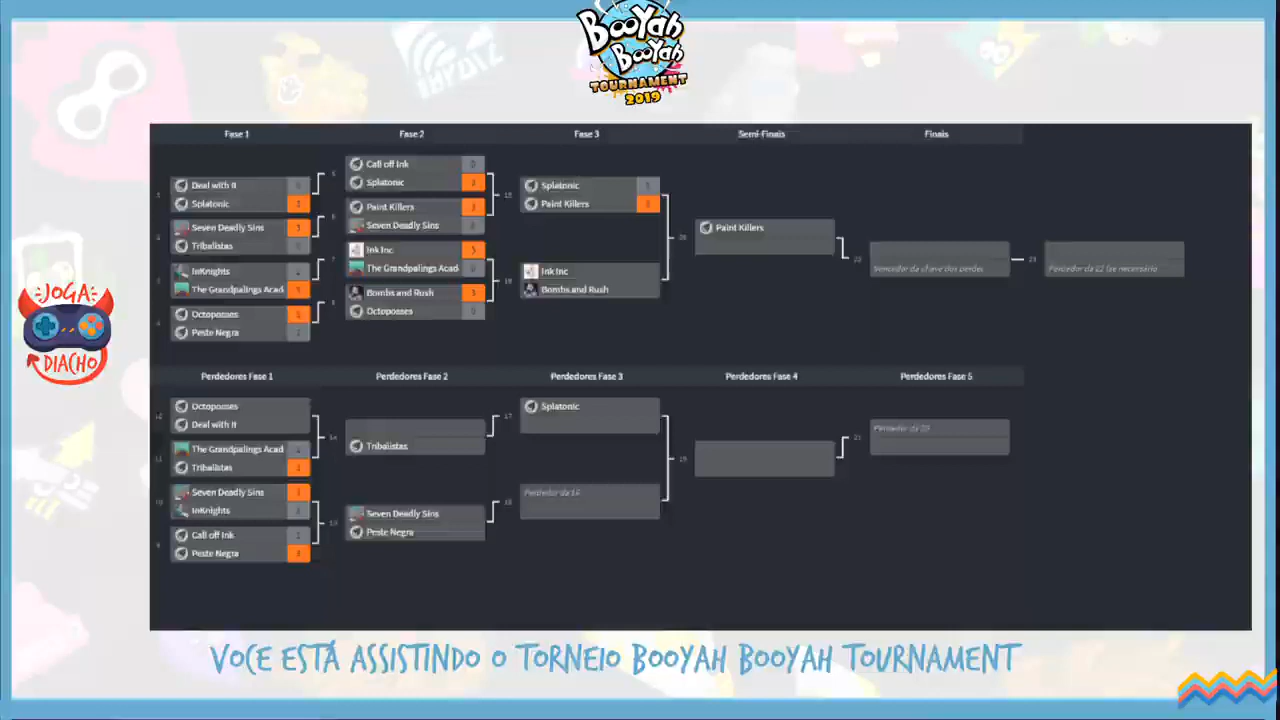 BooYah
BooYah
TOURNAMENT
2019
Fase 1
Fase 2
Fase 3
Semi-Finais
Finais
Deal with it
Splatonic
Seven Deadly Sins
Tribalistas
InKnights
The Grandpalings Acad
Octoposses
Peste Negra
Call off Ink
Splatonic
Paint Killers
Seven Deadly Sins
Ink Inc
The Grandpalings Acad
Bombs and Rush
Octoposses
Splatonic
Paint Killers
Ink Inc
Bombs and Rush
Paint Killers
Vencedor da chave dos perdec
Perdedor da 22 (se necessário
JOGA
DIACHO
Perdedores Fase 1
Perdedores Fase 2
Perdedores Fase 3
Perdedores Fase 4
Perdedores Fase 5
Octoposses
Deal with it
The Grandpalings Acad
Tribalistas
Seven Deadly Sins
InKnights
Call off Ink
Peste Negra
Tribalistas
Seven Deadly Sins
Peste Negra
Splatonic
Perdedor da 16
Perdedor da 20
VOCE ESTÁ ASSISTINDO O TORNEIO BOOYAH BOOYAH TOURNAMENT